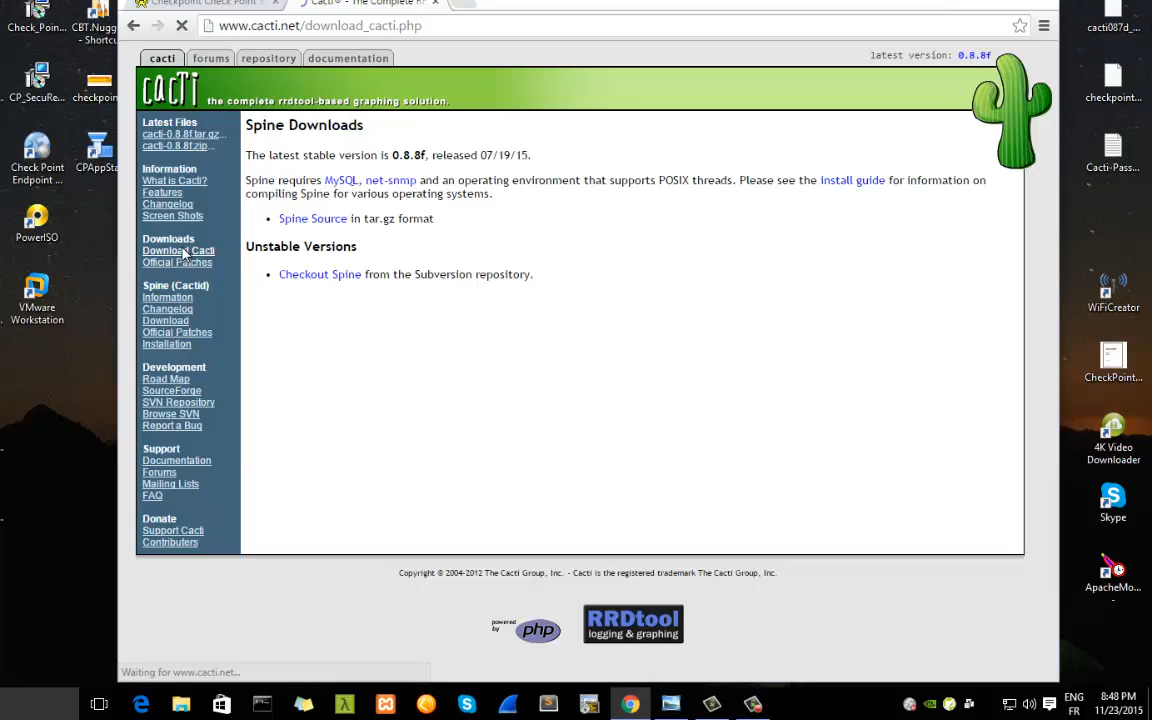 Check_Poin...
CBT.Nugg
- Shortcu
Checkpoint Check Point
Cacti® - The Complete RR
cacti087d_...
www.cacti.net/download_cacti.php
cacti
forums
repository
documentation
latest version: 0.8.8f
cacti
the complete rrdtool-based graphing solution.
CP_SecuRe...
checkpoint
checkpoint...
Latest Files
cacti-0.8.8f.tar.gz...
cacti-0.8.8f.zip...
Information
What is Cacti?
Features
Changelog
Screen Shots
Downloads
Download Cacti
Official Patches
Spine (Cactid)
Information
Changelog
Download
Official Patches
Installation
Development
Road Map
SourceForge
SVN Repository
Browse SVN
Report a Bug
Support
Documentation
Forums
Mailing Lists
FAQ
Donate
Support Cacti
Contributers
Spine Downloads
The latest stable version is 0.8.8f, released 07/19/15.
Spine requires MySQL, net-snmp and an operating environment that supports POSIX threads. Please see the install guide for information on
compiling Spine for various operating systems.
• Spine Source in tar.gz format
Unstable Versions
• Checkout Spine from the Subversion repository.
Check Point
Endpoint ...
CPAppSta
Cacti-Pass...
PowerISO
VMware
Workstation
WiFiCreator
CheckPoint...
4K Video
Downloader
Skype
ApacheMo...
-
Copyright © 2004-2012 The Cacti Group, Inc. - Cacti is the registered trademark The Cacti Group, Inc.
powered
by
php
RRDtool
logging & graphing
Waiting for www.cacti.net...
ENG
FR
8:48 PM
11/23/2015